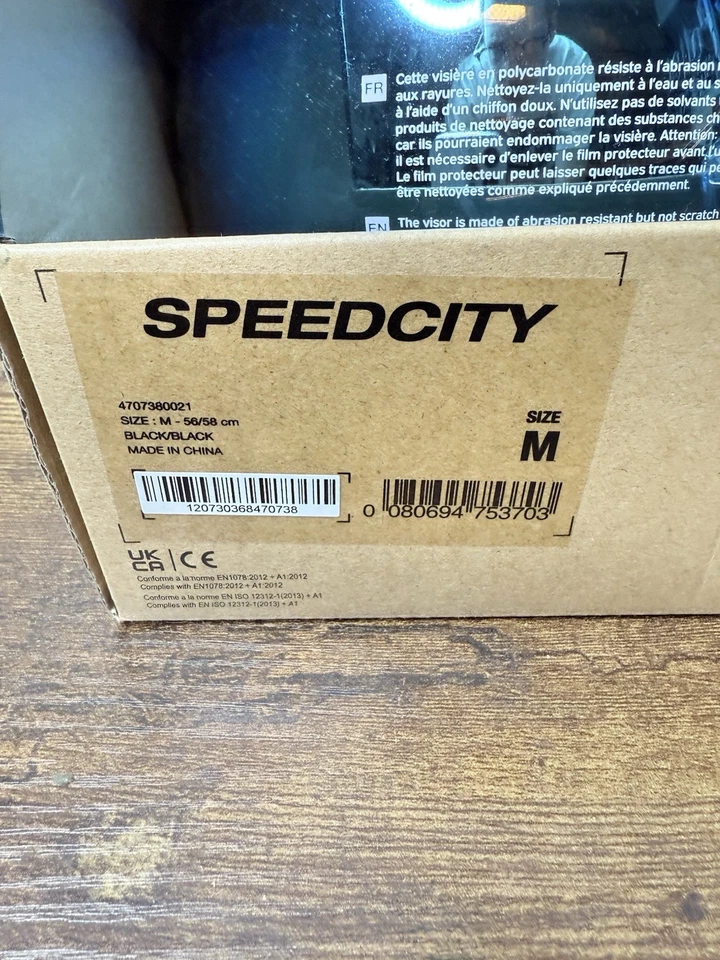 FR
Cette visière en polycarbonate résiste à l'abrasion
aux rayures. Nettoyez-la uniquement à l'eau et au
à l'aide d'un chiffon doux. N'utilisez pas de solvants
produits de nettoyage contenant des substances
car ils pourraient endommager la visière. Attention:
il est nécessaire d'enlever le film protecteur avant
Le film protecteur peut laisser quelques traces qui
être nettoyées comme expliqué précédemment.
EN
The visor is made of abrasion resistant but not scratch
SPEEDCITY
4707380021
SIZE : M - 56/58 cm
BLACK/BLACK
MADE IN CHINA
SIZE
M
120730368470738
0 080694 753703
UK
CA
CE
Conforme a la norme EN1078:2012 + A1:2012
Complies with EN1078:2012 + A1:2012
Conforme a la norme EN ISO 12312-1(2013) + A1
Complies with EN ISO 12312-1(2013) + A1